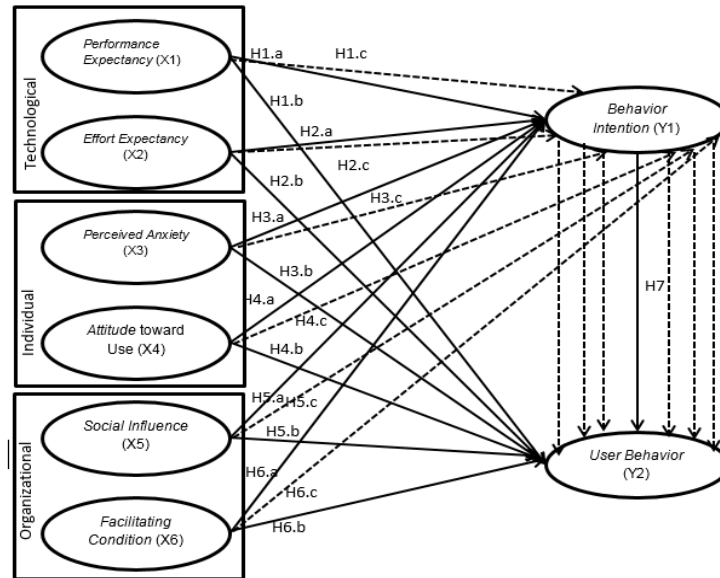 Technological
Performance
Expectancy (X1)
Effort Expectancy
(X2)
Individual
Perceived Anxiety
(X3)
Attitude toward
Use (X4)
Organizational
Social Influence
(X5)
Facilitating
Condition (X6)
H1.a
H1.c
H1.b
H2.a
H2.c
H2.b
H3.a
H3.c
H3.b
H4.a
H4.c
H4.b
H5.a
H5.c
H5.b
H6.a
H6.c
H6.b
Behavior
Intention (Y1)
H7
User Behavior
(Y2)